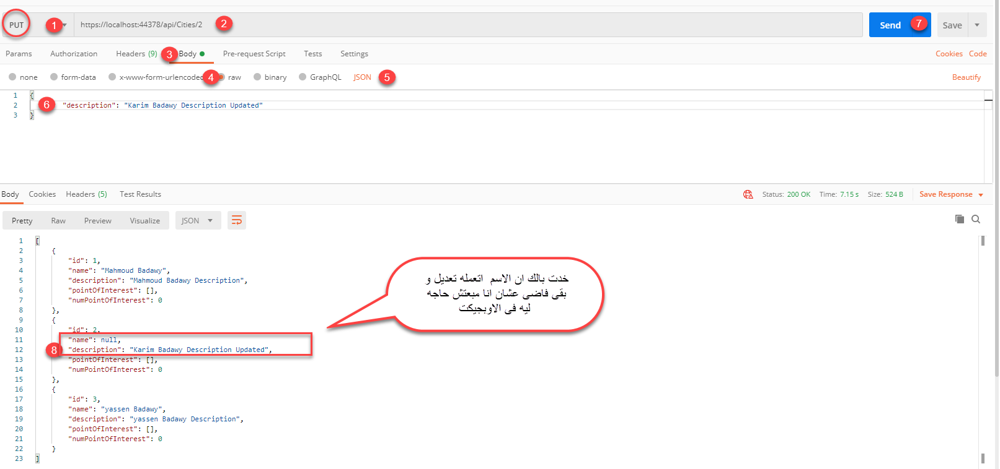 PUT 1 https://localhost:44378/api/Cities/2 2 Send 7 Save
Params Authorization Headers (9) 3 Body Pre-request Script Tests Settings Cookies Code
none form-data x-www-form-urlencoded 4 raw binary GraphQL JSON 5 Beautify
1 {
2 6 "description": "Karim Badawy Description Updated"
3 }
Body Cookies Headers (5) Test Results Status: 200 OK Time: 7.15 s Size: 524 B Save Response
Pretty Raw Preview Visualize JSON
1 [
2 {
3 "id": 1,
4 "name": "Mahmoud Badawy",
5 "description": "Mahmoud Badawy Description",
6 "pointOfInterest": [],
7 "numPointOfInterest": 0
8 },
9 {
10 "id": 2,
11 "name": null,
12 8 "description": "Karim Badawy Description Updated",
13 "pointOfInterest": [],
14 "numPointOfInterest": 0
15 },
16 {
17 "id": 3,
18 "name": "yassen Badawy",
19 "description": "yassen Badawy Description",
20 "pointOfInterest": [],
21 "numPointOfInterest": 0
22 }
23 ]
خدت بالك ان الاسم اتعمله تعديل و
بقى فاضى عشان انا مبعتش حاجه
ليه فى الاوبجيكت